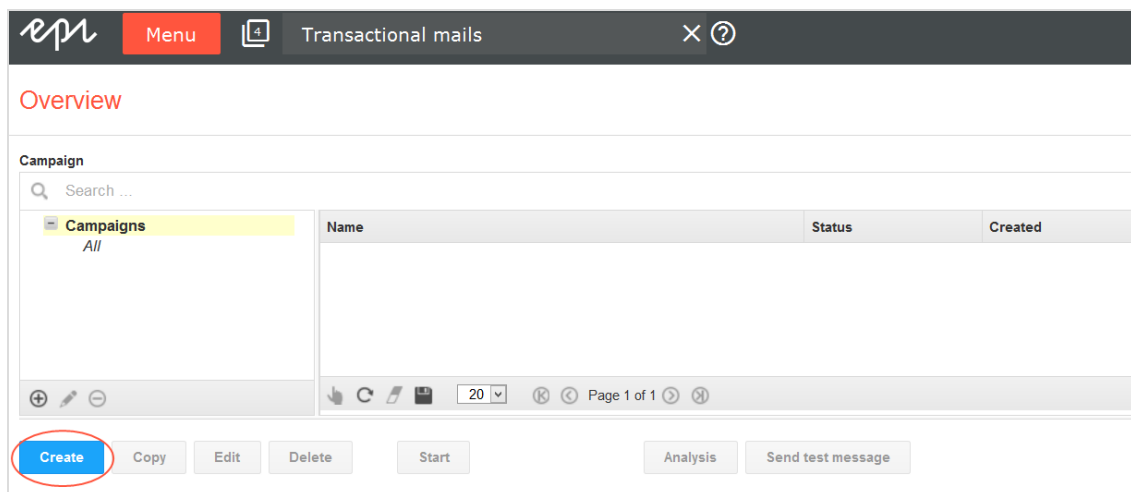 epi Menu 4 Transactional mails
Overview
Campaign
Search ...
Campaigns
All
Name Status Created
20 Page 1 of 1
Create Copy Edit Delete Start Analysis Send test message